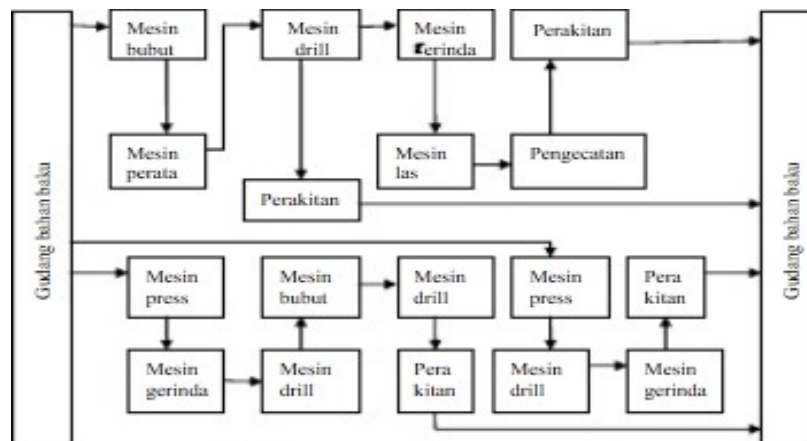 Gudang bahan baku
Mesin
bubut
Mesin
drill
Mesin
gerinda
Perakitan
Mesin
perata
Mesin
las
Pengecatan
Perakitan
Mesin
press
Mesin
bubut
Mesin
drill
Mesin
press
Pera
kitan
Mesin
gerinda
Mesin
drill
Pera
kitan
Mesin
drill
Mesin
gerinda
Gudang bahan baku